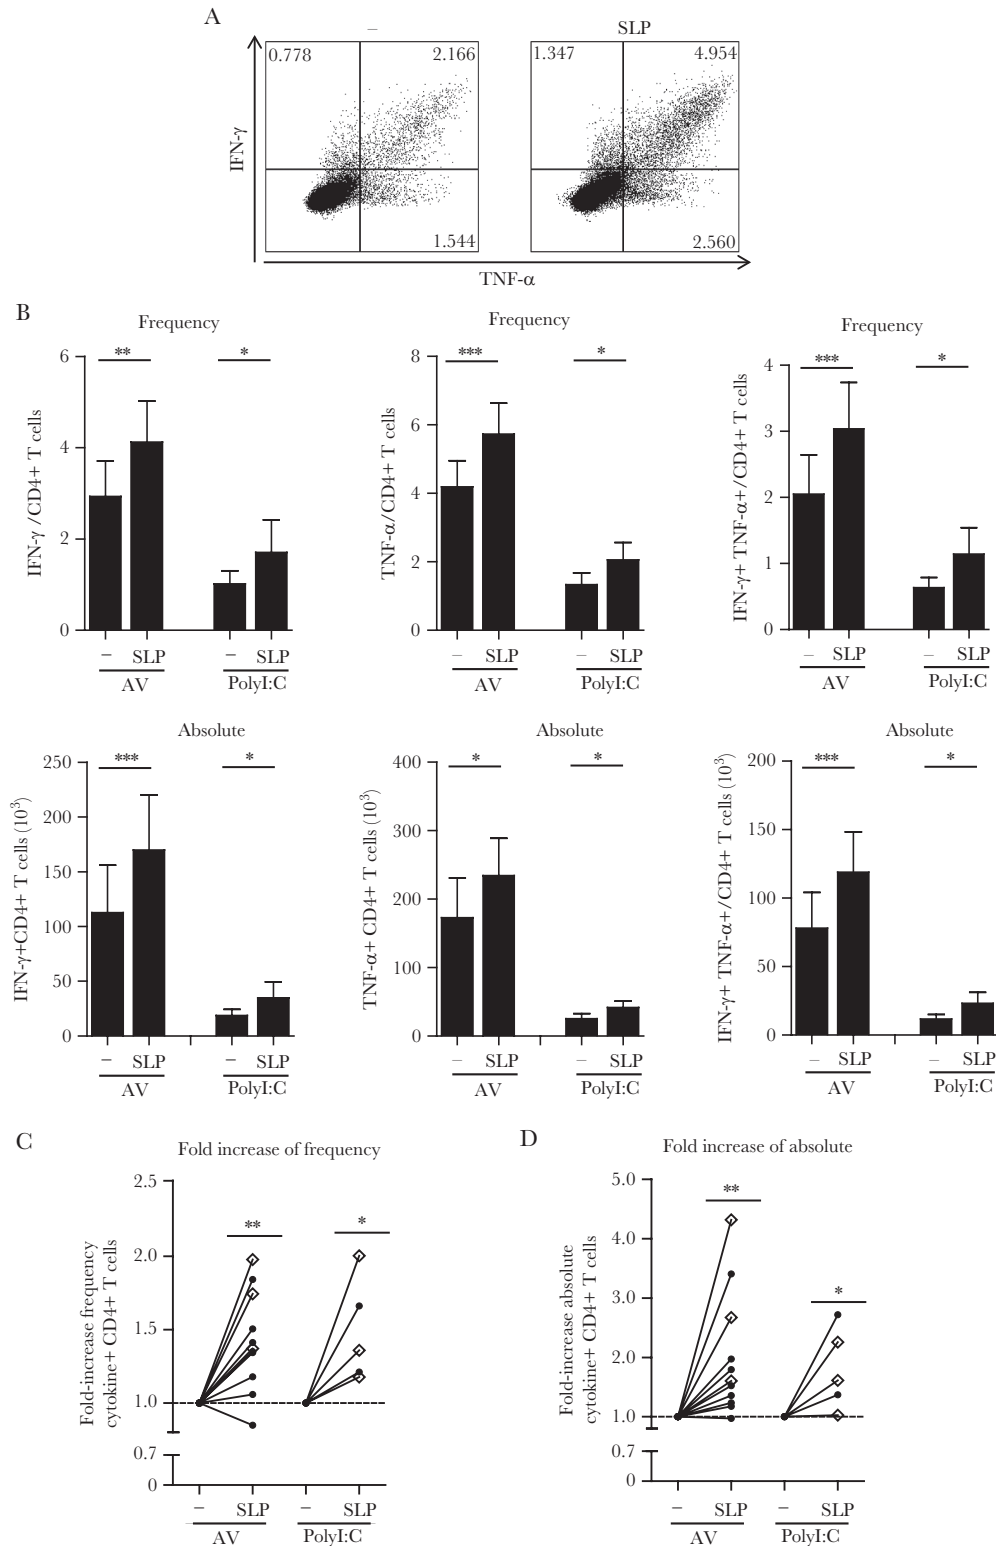 A
– SLP
0.778 2.166 1.347 4.954
IFN-γ
1.544 2.560
TNF-α
B
Frequency Frequency Frequency
** * *** * *** *
IFN-γ /CD4+ T cells
6
4
2
0
TNF-α/CD4+ T cells
8
6
4
2
0
IFN-γ+ TNF-α+/CD4+ T cells
4
3
2
1
0
– SLP – SLP – SLP – SLP – SLP – SLP
AV PolyI:C AV PolyI:C AV PolyI:C
Absolute Absolute Absolute
*** * * * *** *
IFN-γ+CD4+ T cells (10³)
250
200
150
100
50
0
TNF-α+ CD4+ T cells (10³)
400
300
200
100
0
IFN-γ+ TNF-α+/CD4+ T cells (10³)
200
150
100
50
0
– SLP – SLP – SLP – SLP – SLP – SLP
AV PolyI:C AV PolyI:C AV PolyI:C
C
Fold increase of frequency
** *
Fold-increase frequency
cytokine+ CD4+ T cells
2.5
2.0
1.5
1.0
0.7
0
– SLP – SLP
AV PolyI:C
D
Fold increase of absolute
** *
Fold-increase absolute
cytokine+ CD4+ T cells
5.0
4.0
3.0
2.0
1.0
0.7
0
– SLP – SLP
AV PolyI:C